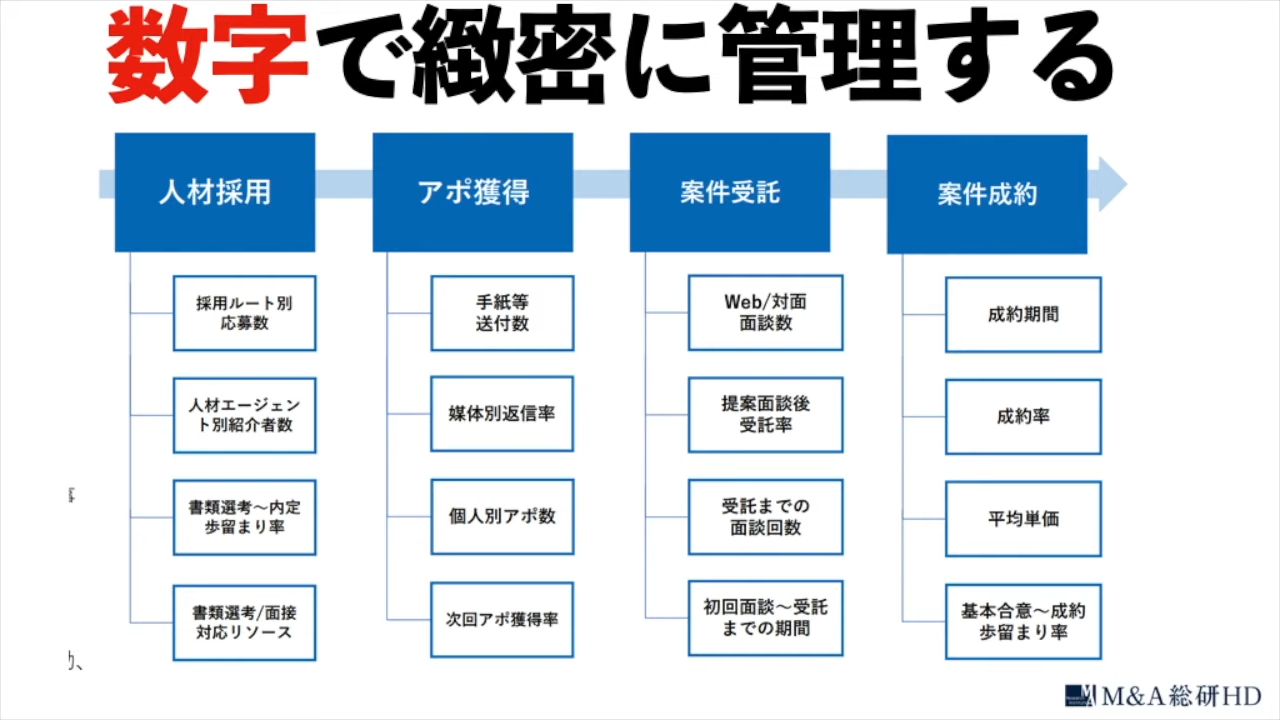 数字で緻密に管理する
人材採用
アポ獲得
案件受託
案件成約
採用ルート別
応募数
人材エージェン
ト別紹介者数
書類選考～内定
歩留まり率
書類選考/面接
対応リソース
手紙等
送付数
媒体別返信率
個人別アポ数
次回アポ獲得率
Web/対面
面談数
提案面談後
受託率
受託までの
面談回数
初回面談～受託
までの期間
成約期間
成約率
平均単価
基本合意～成約
歩留まり率
M&A総研HD